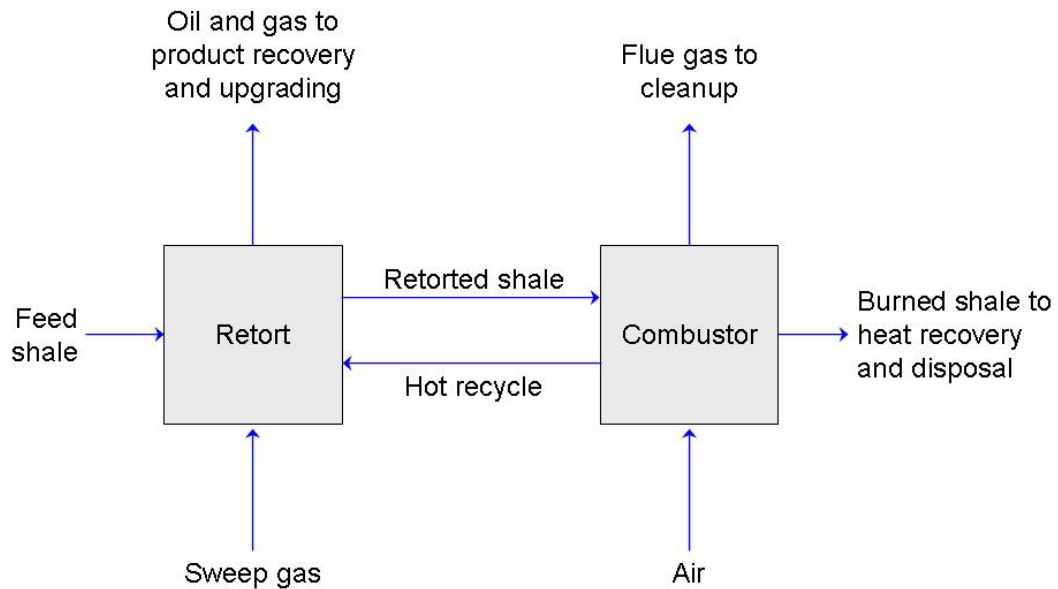 Oil and gas to
product recovery
and upgrading
Flue gas to
cleanup
Feed
shale
Retort
Retorted shale
Hot recycle
Combustor
Burned shale to
heat recovery
and disposal
Sweep gas
Air